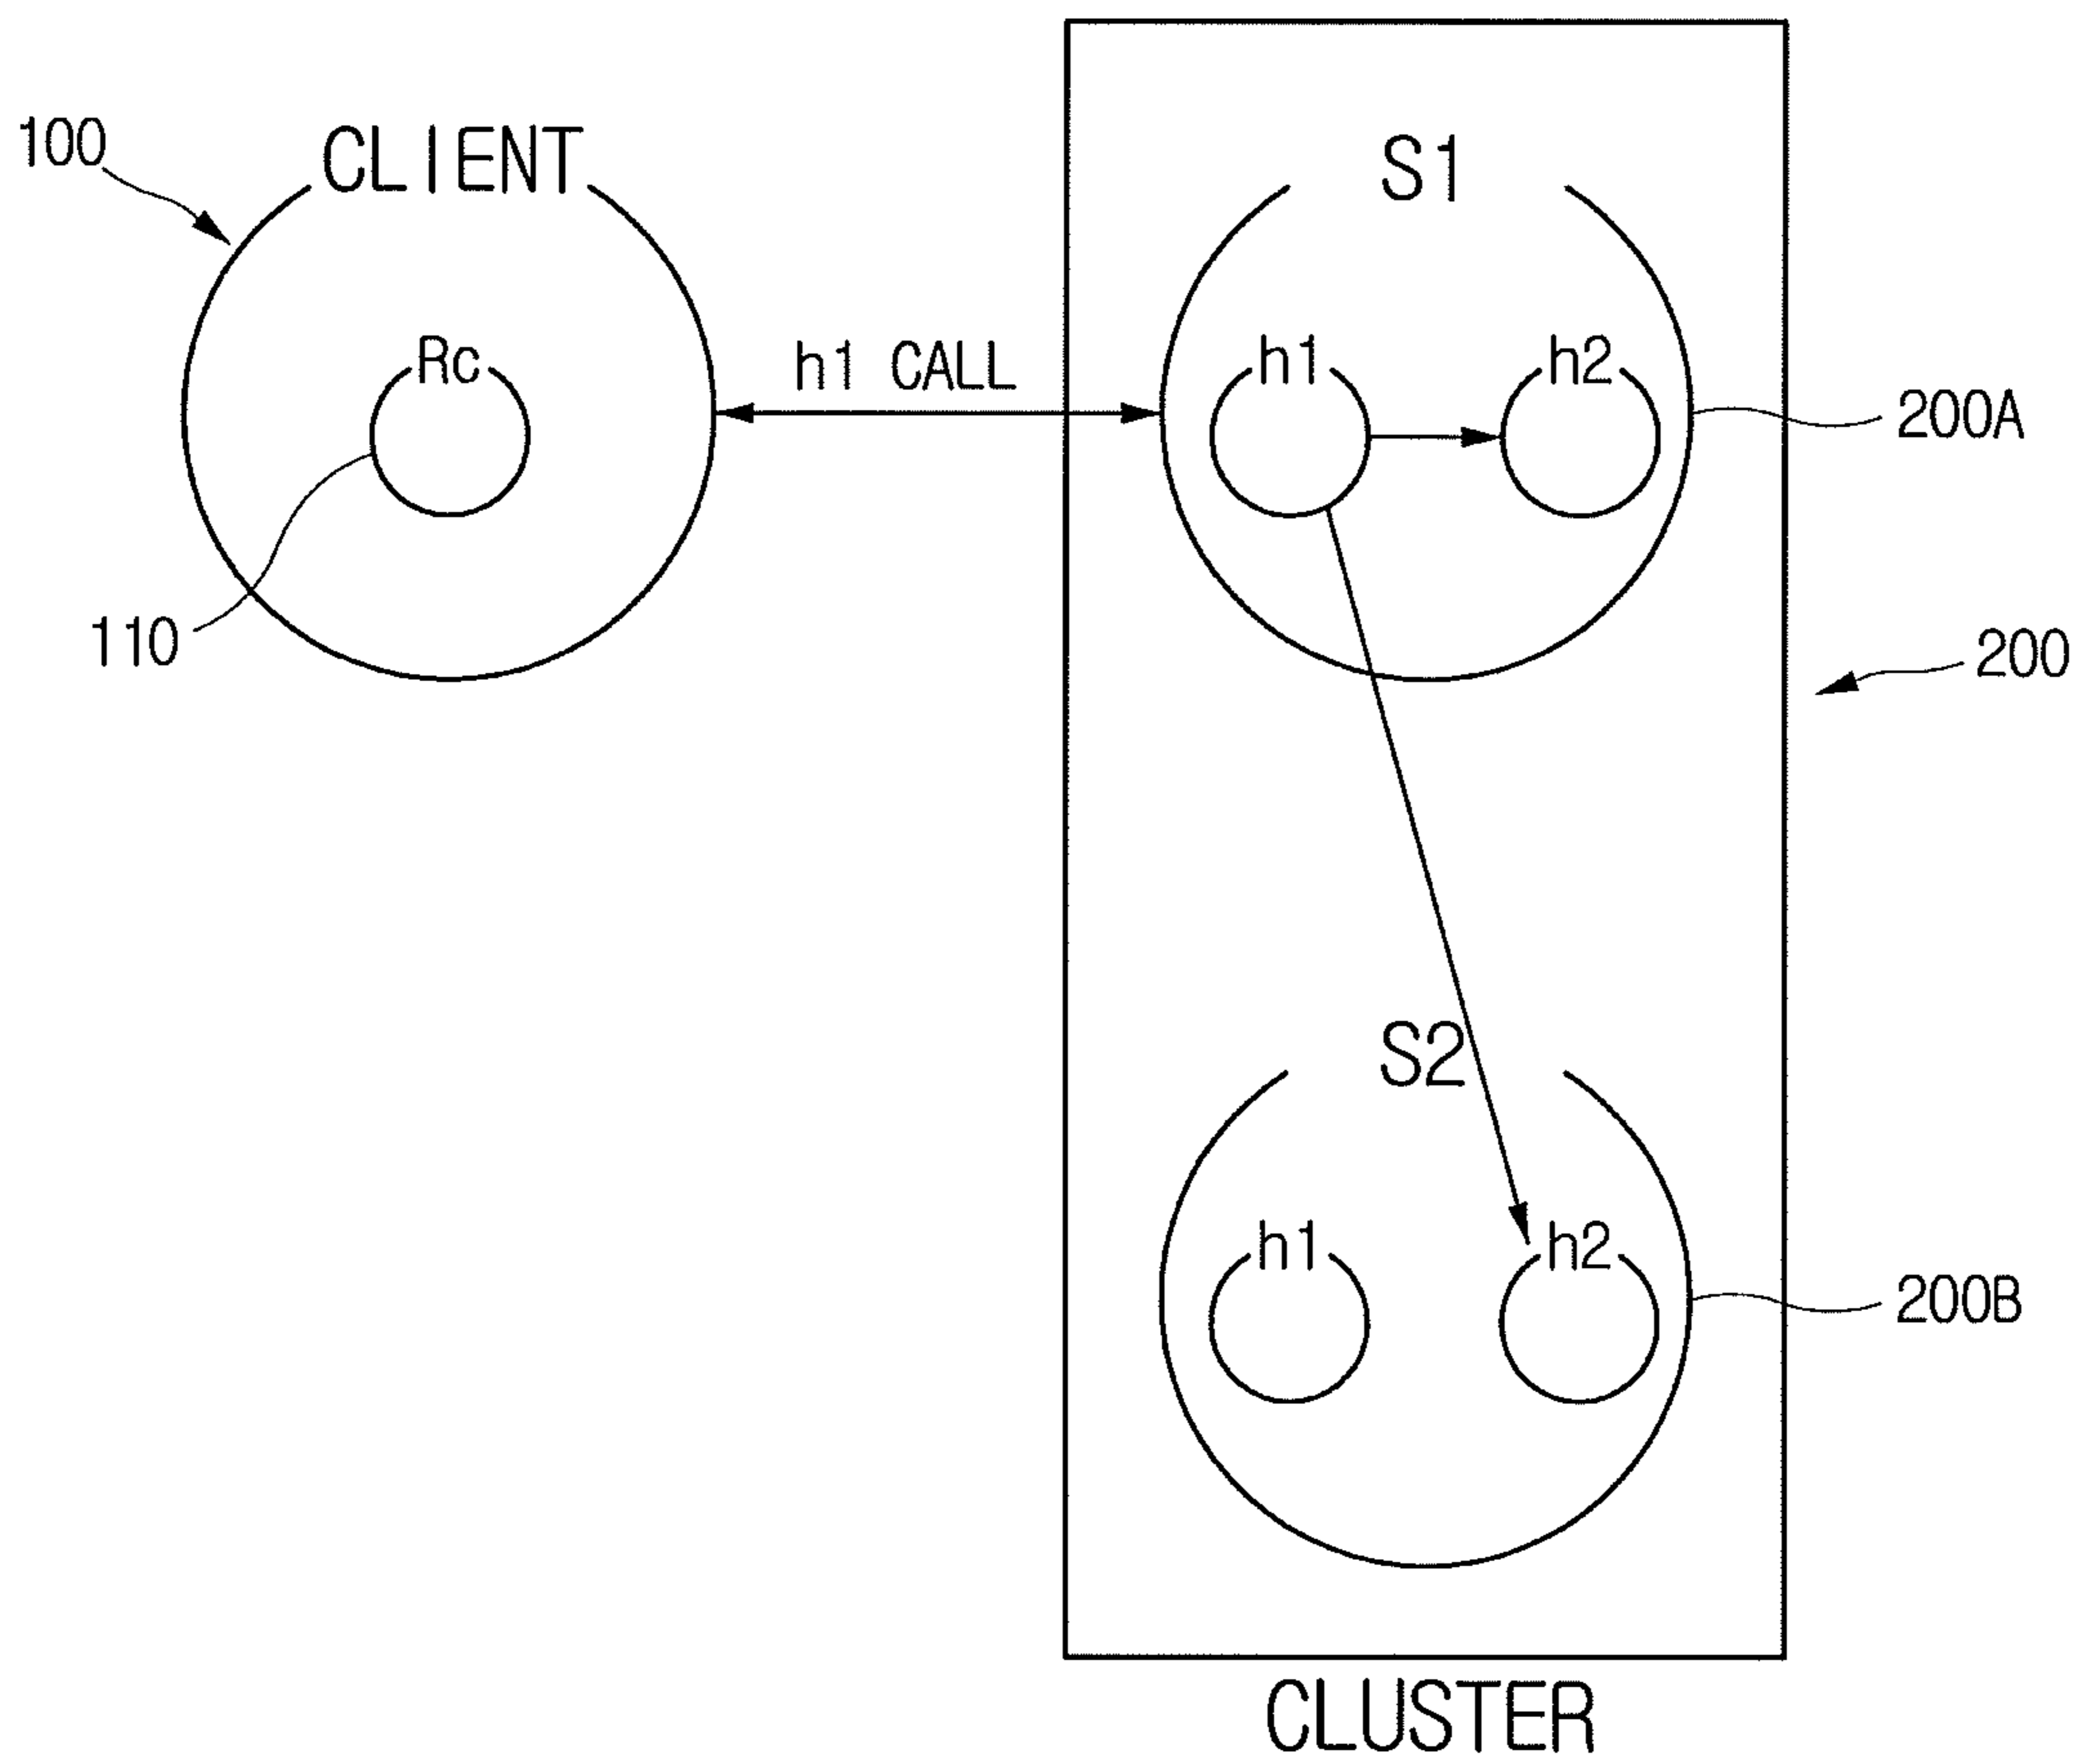 100
CLIENT
S1
Rc
h1 CALL
h1
h2
200A
110
200
S2
h1
h2
200B
CLUSTER